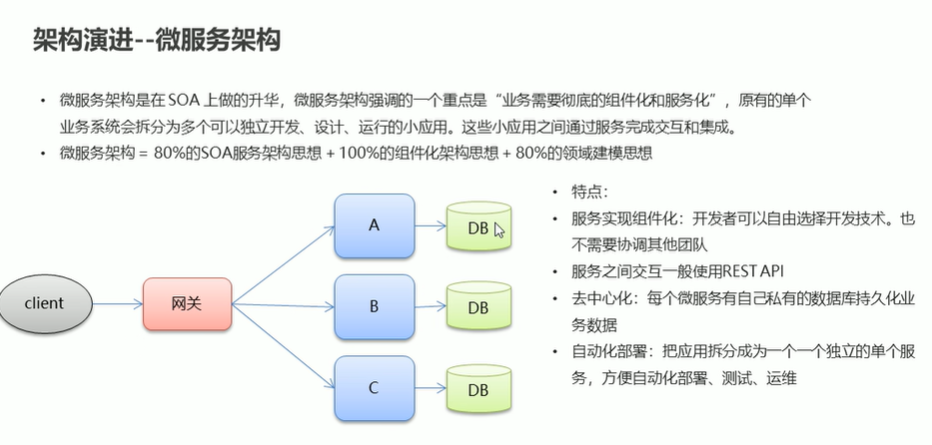 架构演进--微服务架构
• 微服务架构是在 SOA 上做的升华，微服务架构强调的一个重点是“业务需要彻底的组件化和服务化”，原有的单个
业务系统会拆分为多个可以独立开发、设计、运行的小应用。这些小应用之间通过服务完成交互和集成。
• 微服务架构 = 80%的SOA服务架构思想 + 100%的组件化架构思想 + 80%的领域建模思想
client
网关
A
DB
B
DB
C
DB
• 特点：
• 服务实现组件化：开发者可以自由选择开发技术。也
不需要协调其他团队
• 服务之间交互一般使用REST API
• 去中心化：每个微服务有自己私有的数据库持久化业
务数据
• 自动化部署：把应用拆分成为一个一个独立的单个服
务，方便自动化部署、测试、运维